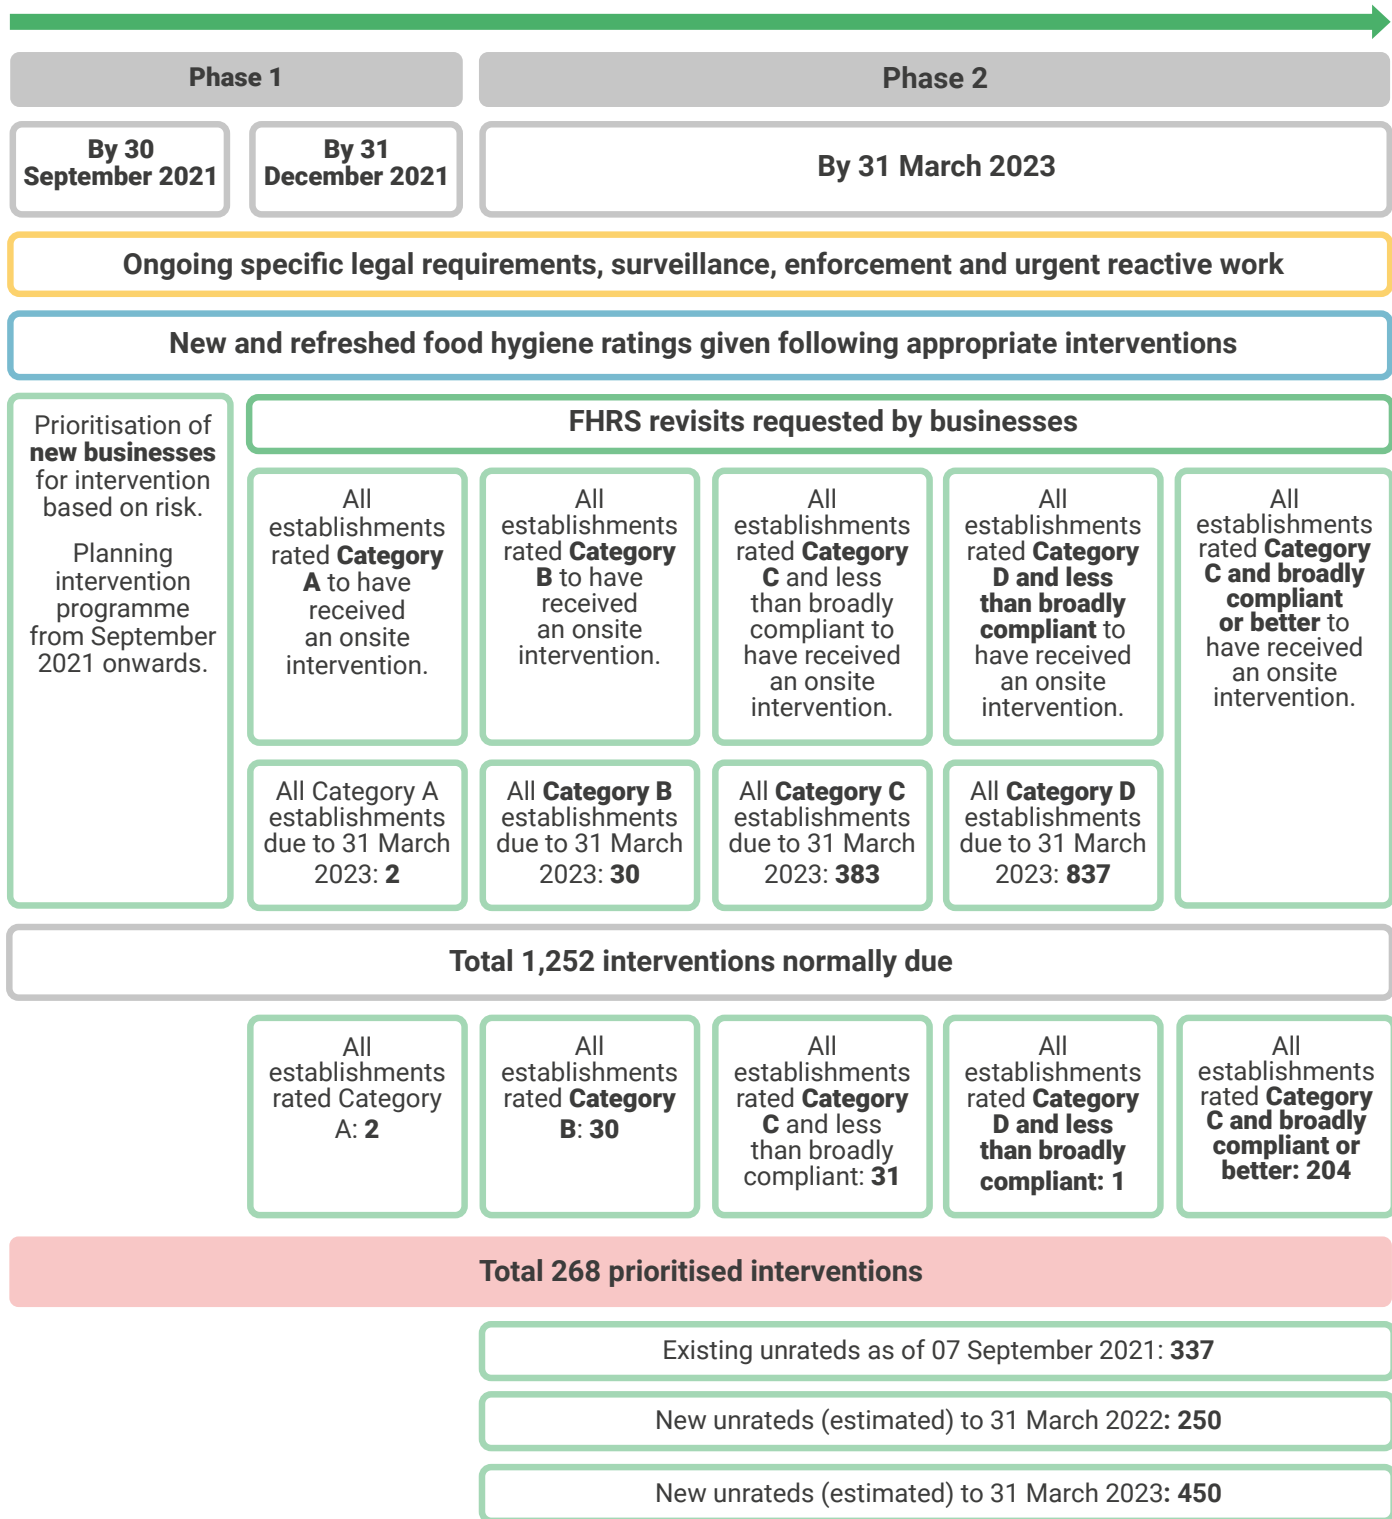 Phase 1
Phase 2
By 30
September 2021
By 31
December 2021
By 31 March 2023
Ongoing specific legal requirements, surveillance, enforcement and urgent reactive work
New and refreshed food hygiene ratings given following appropriate interventions
Prioritisation of
new businesses
for intervention
based on risk.
Planning
intervention
programme
from September
2021 onwards.
FHRS revisits requested by businesses
All
establishments
rated Category
A to have
received
an onsite
intervention.
All
establishments
rated Category
B to have
received
an onsite
intervention.
All
establishments
rated Category
C and less
than broadly
compliant to
have received
an onsite
intervention.
All
establishments
rated Category
D and less
than broadly
compliant to
have received
an onsite
intervention.
All
establishments
rated Category
C and broadly
compliant
or better to
have received
an onsite
intervention.
All Category A
establishments
due to 31 March
2023: 2
All Category B
establishments
due to 31 March
2023: 30
All Category C
establishments
due to 31 March
2023: 383
All Category D
establishments
due to 31 March
2023: 837
Total 1,252 interventions normally due
All
establishments
rated Category
A: 2
All
establishments
rated Category
B: 30
All
establishments
rated Category
C and less
than broadly
compliant: 31
All
establishments
rated Category
D and less
than broadly
compliant: 1
All
establishments
rated Category
C and broadly
compliant or
better: 204
Total 268 prioritised interventions
Existing unrateds as of 07 September 2021: 337
New unrateds (estimated) to 31 March 2022: 250
New unrateds (estimated) to 31 March 2023: 450